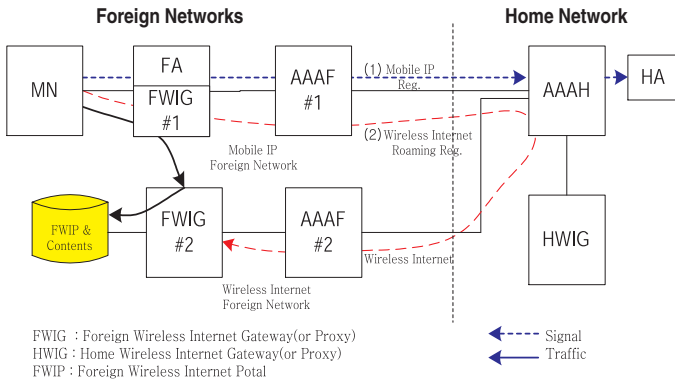 Foreign Networks
Home Network
MN
FA
FWIG
#1
AAAF
#1
(1) Mobile IP
Reg.
AAAH
HA
(2) Wireless Internet
Roaming Reg.
Mobile IP
Foreign Network
FWIP &
Contents
FWIG
#2
AAAF
#2
Wireless Internet
HWIG
Wireless Internet
Foreign Network
FWIG : Foreign Wireless Internet Gateway(or Proxy)
HWIG : Home Wireless Internet Gateway(or Proxy)
FWIP : Foreign Wireless Internet Potal
Signal
Traffic